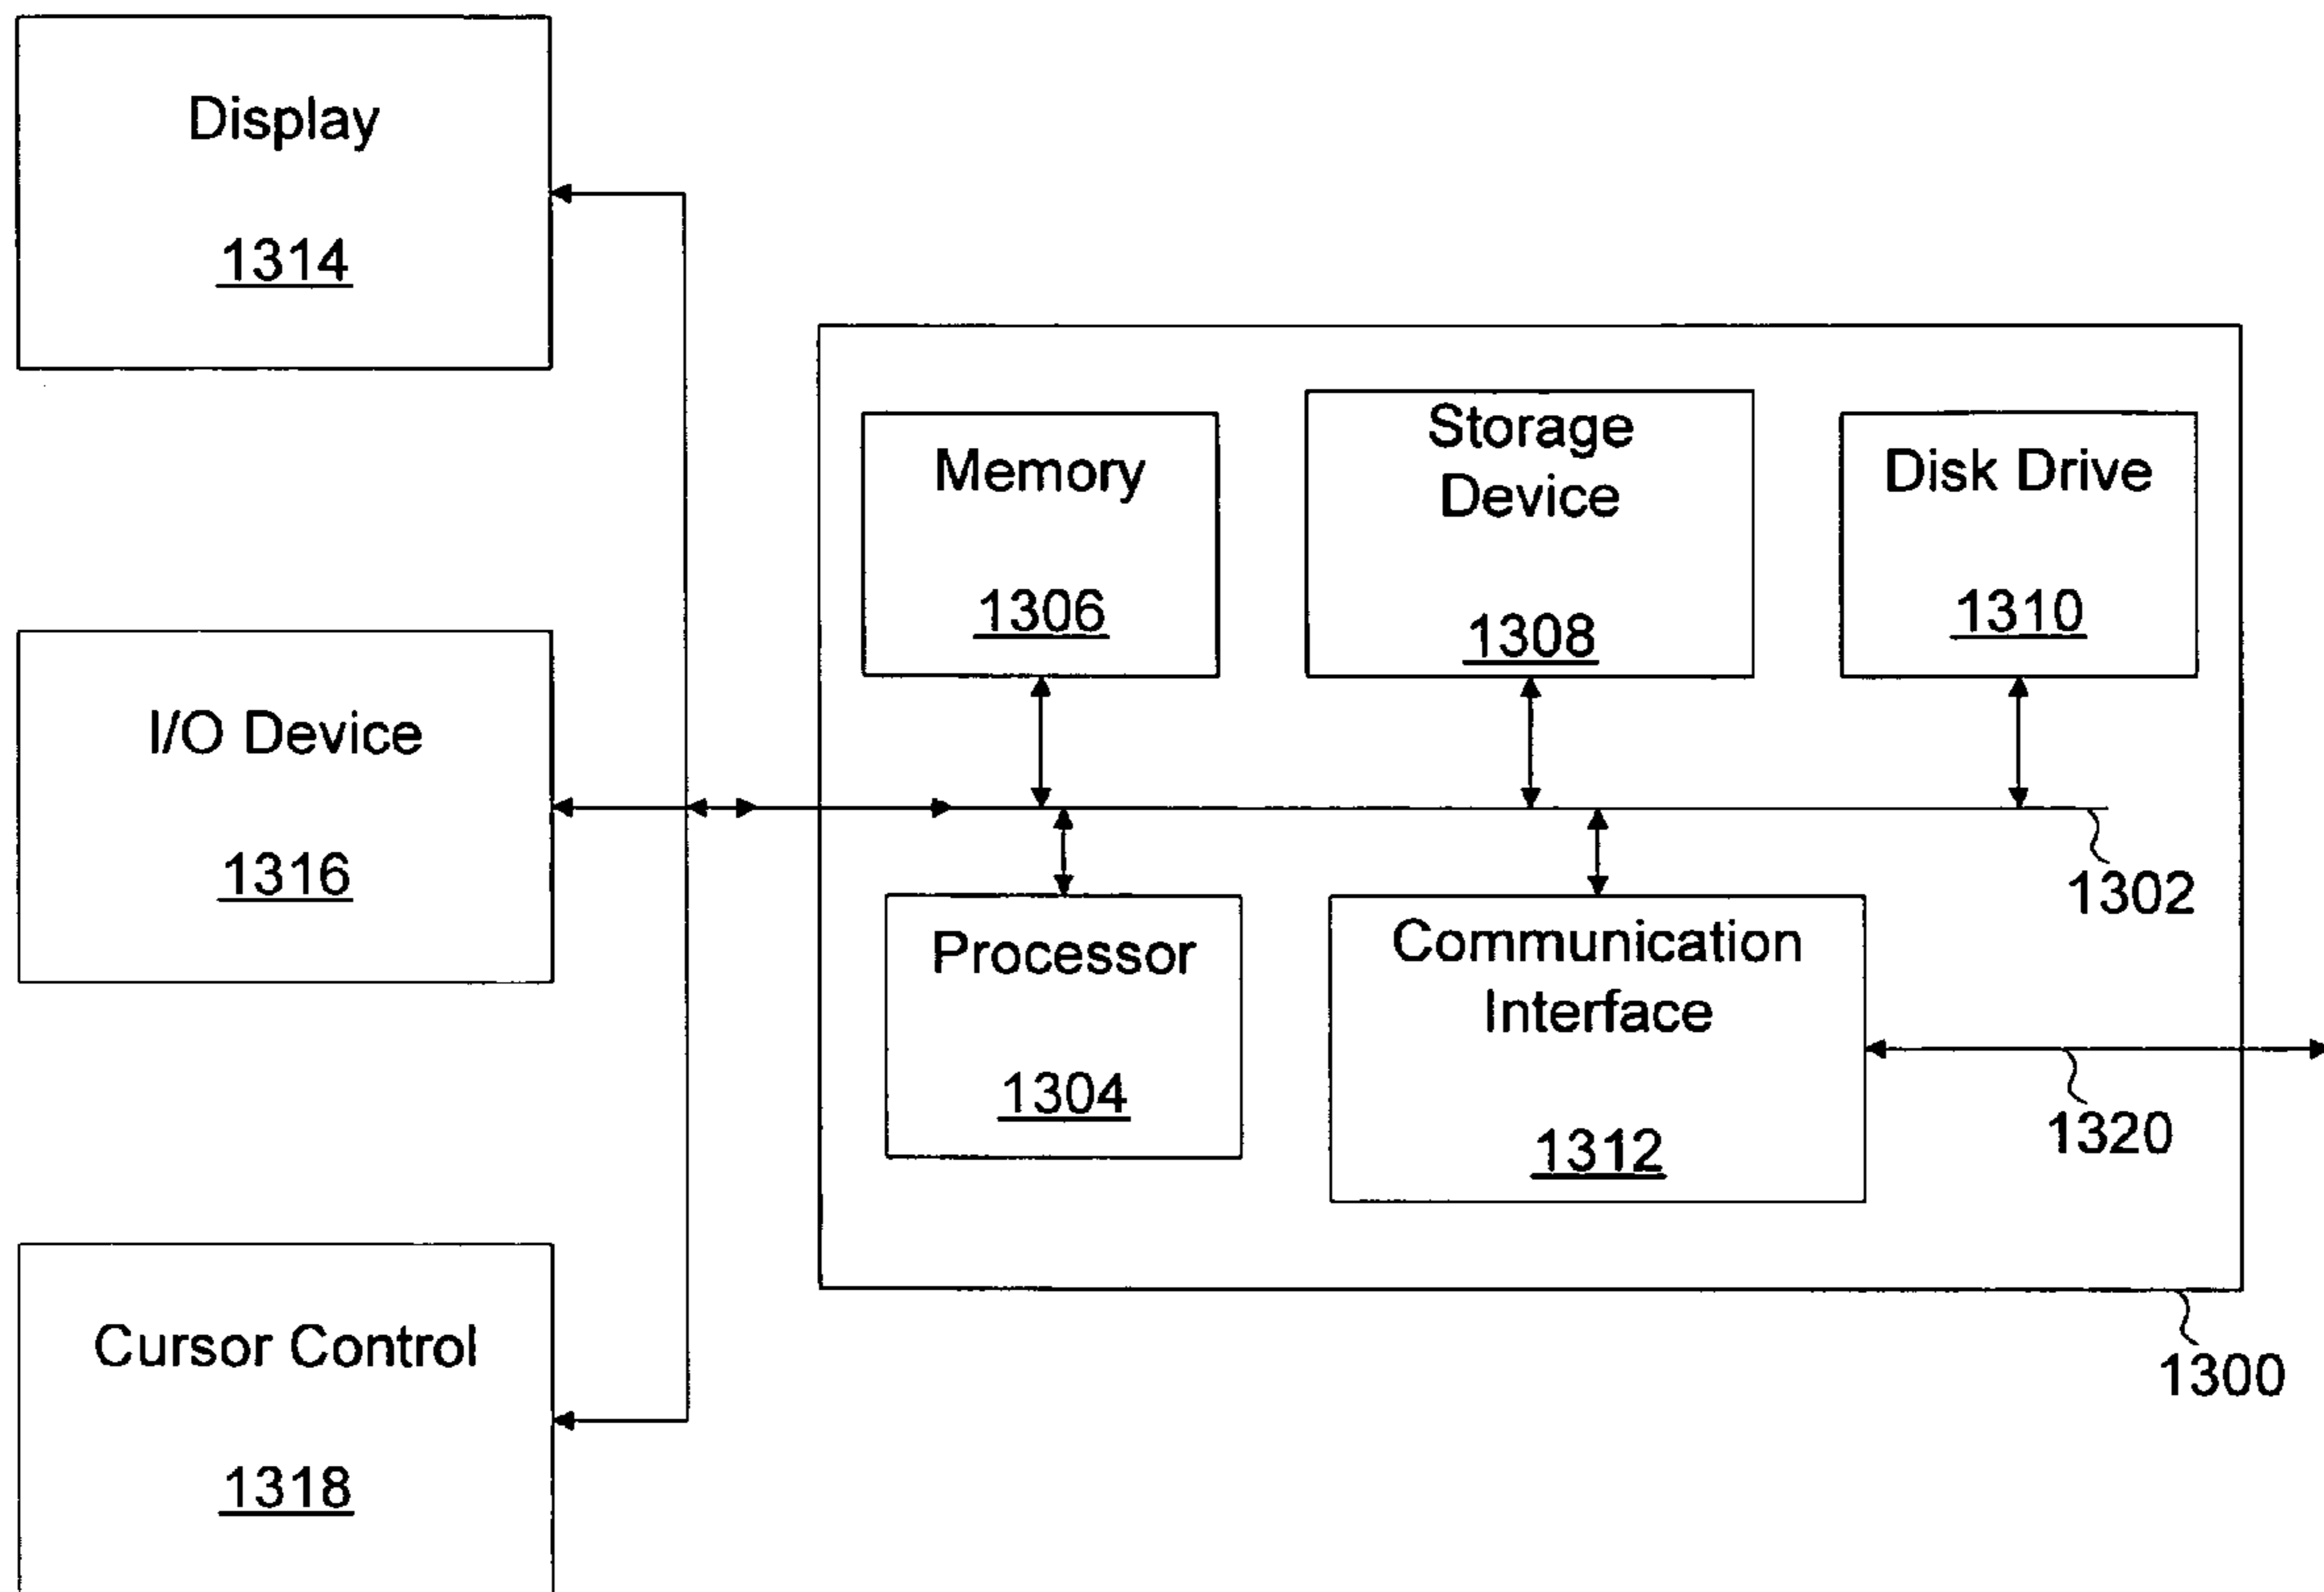 Display
1314
Memory
1306
Storage
Device
1308
Disk Drive
1310
I/O Device
1316
1302
Processor
1304
Communication
Interface
1312
1320
Cursor Control
1318
1300